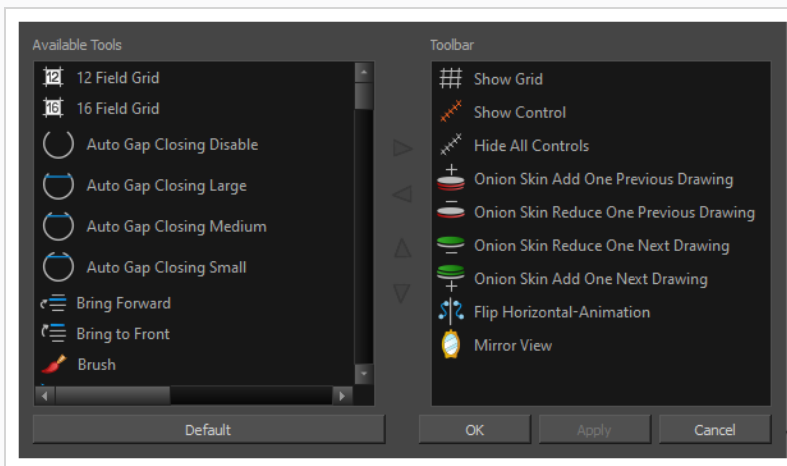 Available Tools
12 12 Field Grid
16 16 Field Grid
Auto Gap Closing Disable
Auto Gap Closing Large
Auto Gap Closing Medium
Auto Gap Closing Small
Bring Forward
Bring to Front
Brush
Default
Toolbar
Show Grid
Show Control
Hide All Controls
Onion Skin Add One Previous Drawing
Onion Skin Reduce One Previous Drawing
Onion Skin Reduce One Next Drawing
Onion Skin Add One Next Drawing
Flip Horizontal-Animation
Mirror View
OK
Apply
Cancel